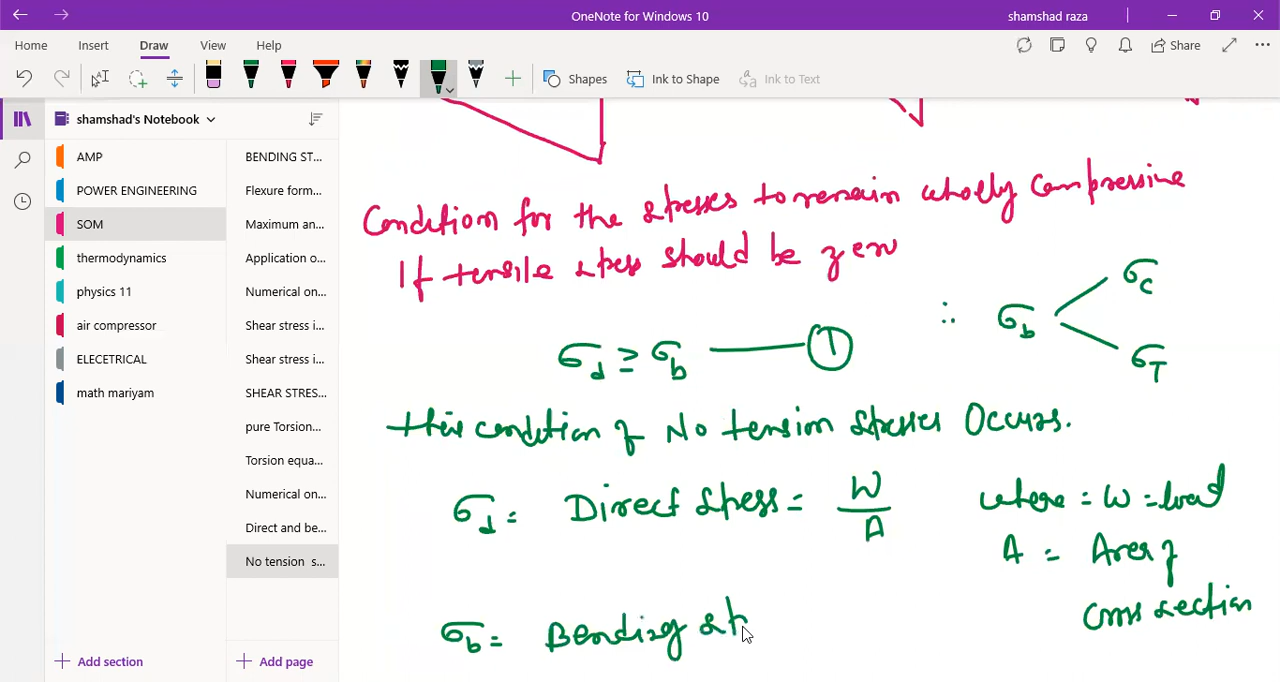 OneNote for Windows 10
shamshad raza
Home Insert Draw View Help
Share
Shapes
Ink to Shape
Ink to Text
shamshad's Notebook
AMP
POWER ENGINEERING
SOM
thermodynamics
physics 11
air compressor
ELECETRICAL
math mariyam
Add section
BENDING ST...
Flexure form...
Maximum an...
Application o...
Numerical on...
Shear stress i...
Shear stress i...
SHEAR STRES...
pure Torsion...
Torsion equa...
Numerical on...
Direct and be...
No tension s...
Add page
Condition for the stresses to remain wholly compressive
If tensile stress should be zero
σd ≥ σb —— ①
∴ σb < σc
σT
this condition of No tension stresses Occurs.
σd = Direct stress = W/A
where = W = load
A = Area of
cross section
σb = Bending st